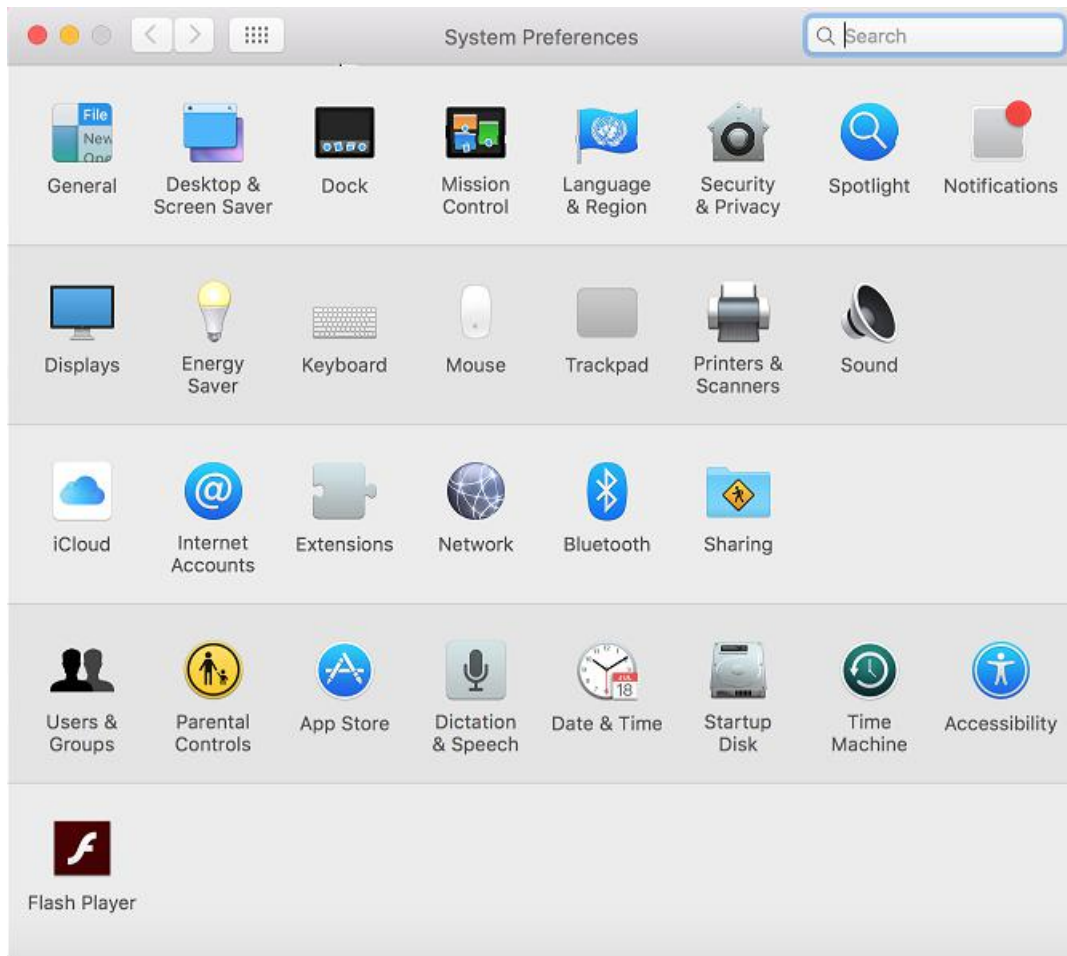 System Preferences
Search
File
New
Ope
General
Desktop &
Screen Saver
Dock
Mission
Control
Language
& Region
Security
& Privacy
Spotlight
Notifications
Displays
Energy
Saver
Keyboard
Mouse
Trackpad
Printers &
Scanners
Sound
iCloud
@
Internet
Accounts
Extensions
Network
Bluetooth
Sharing
Users &
Groups
Parental
Controls
App Store
Dictation
& Speech
JUL
18
Date & Time
Startup
Disk
Time
Machine
Accessibility
Flash Player